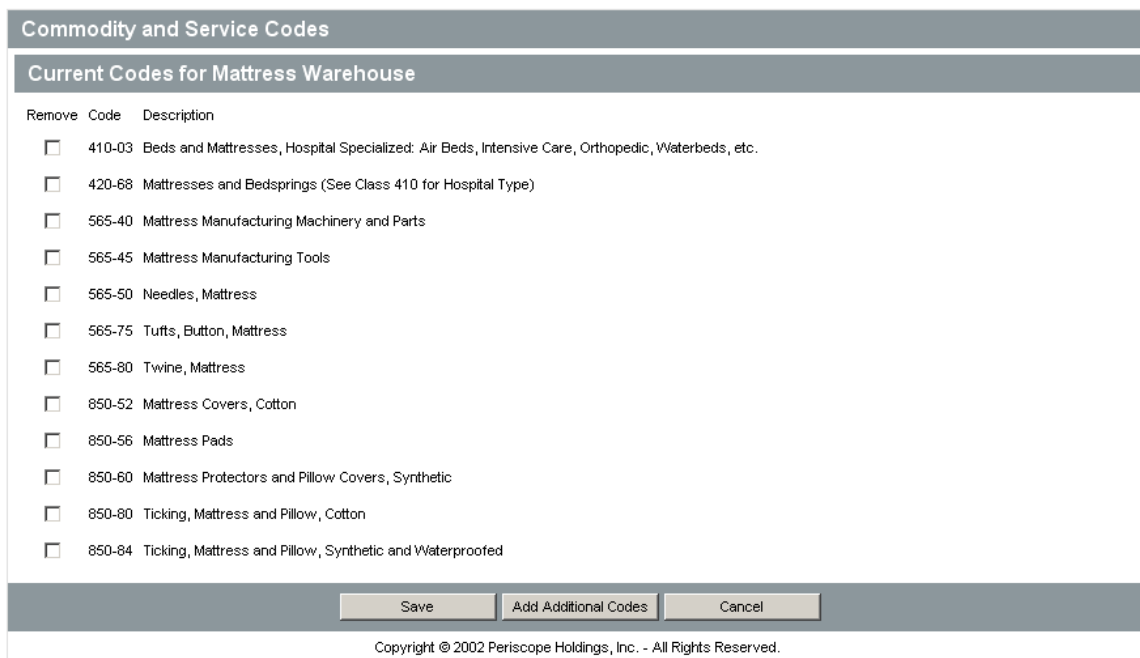 Commodity and Service Codes
Current Codes for Mattress Warehouse
Remove Code Description
410-03 Beds and Mattresses, Hospital Specialized: Air Beds, Intensive Care, Orthopedic, Waterbeds, etc.
420-68 Mattresses and Bedsprings (See Class 410 for Hospital Type)
565-40 Mattress Manufacturing Machinery and Parts
565-45 Mattress Manufacturing Tools
565-50 Needles, Mattress
565-75 Tufts, Button, Mattress
565-80 Twine, Mattress
850-52 Mattress Covers, Cotton
850-56 Mattress Pads
850-60 Mattress Protectors and Pillow Covers, Synthetic
850-80 Ticking, Mattress and Pillow, Cotton
850-84 Ticking, Mattress and Pillow, Synthetic and Waterproofed
Save Add Additional Codes Cancel
Copyright © 2002 Periscope Holdings, Inc. - All Rights Reserved.